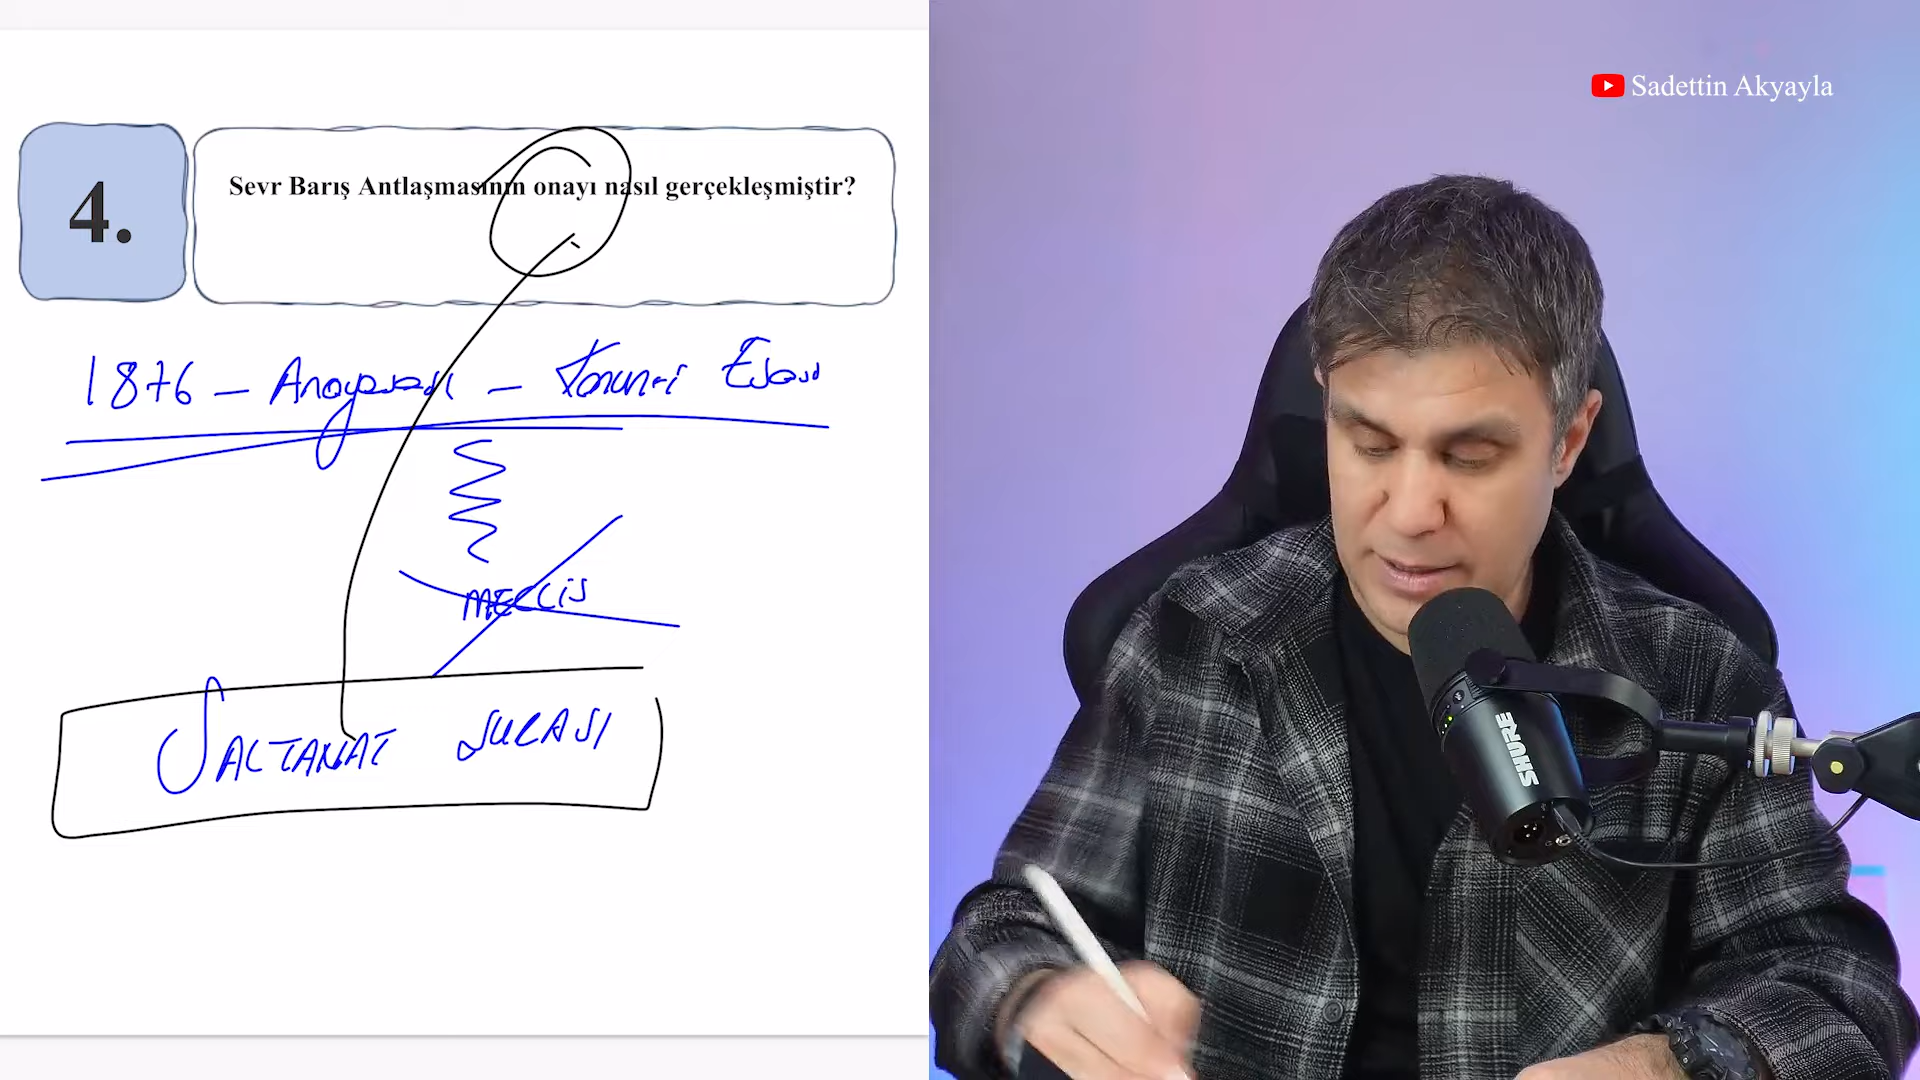 Sadettin Akyayla
4.
Sevr Barış Antlaşmasının onayı nasıl gerçekleşmiştir?
1876 - Anayasası - Kanun-i Esasi
MECLİS
SALTANAT ŞURASI
SHURE